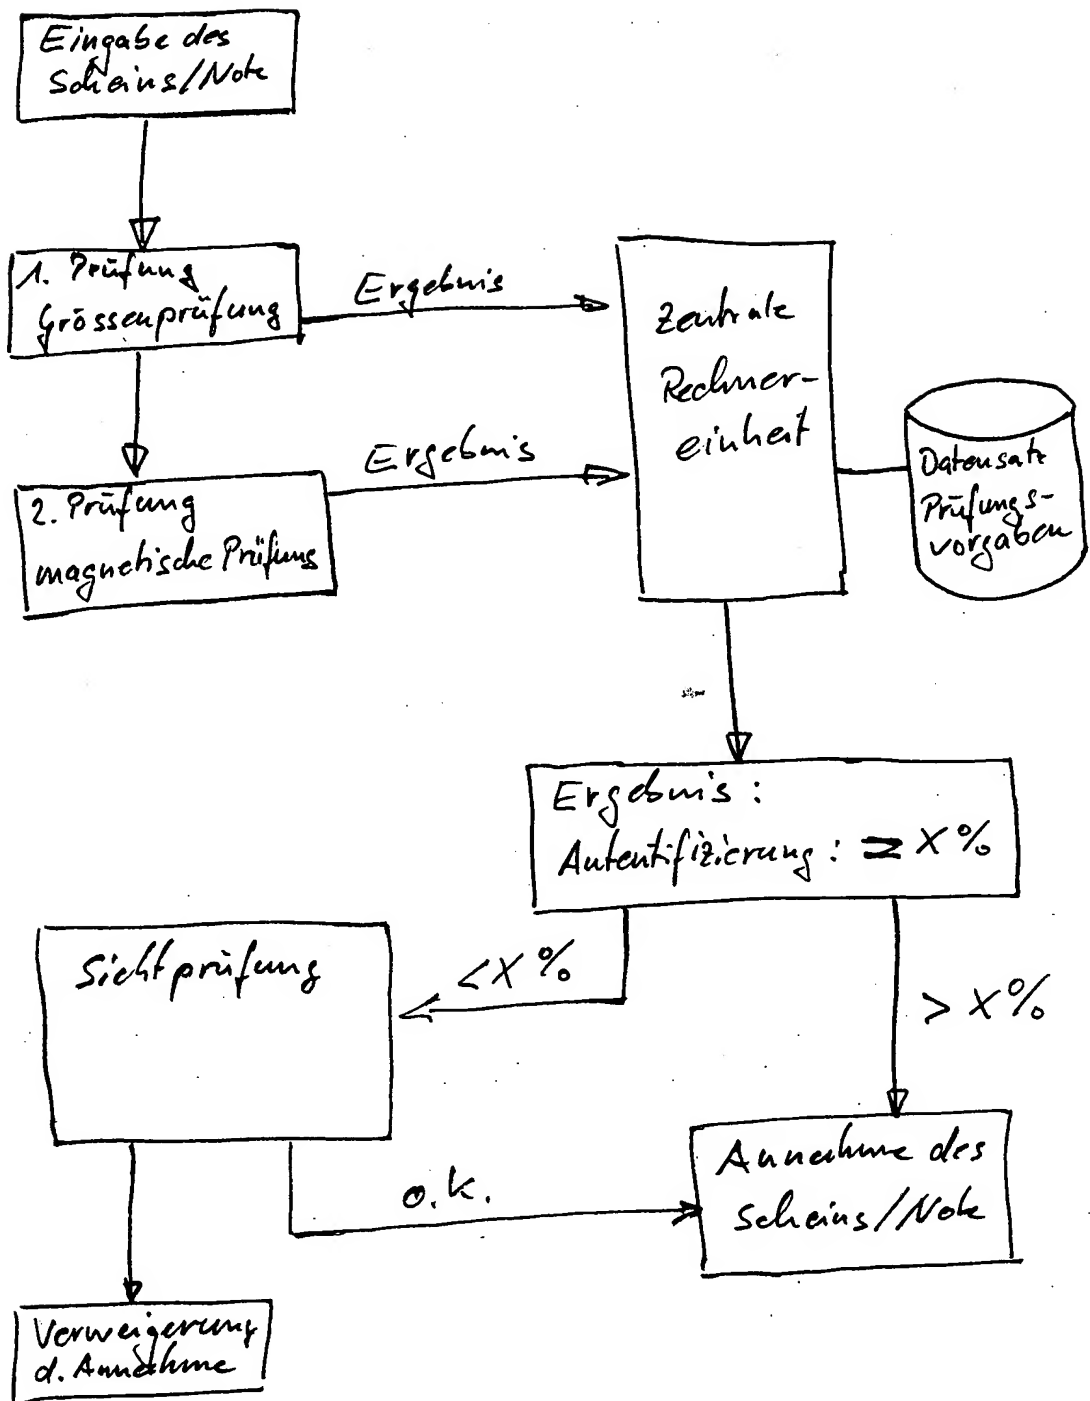 Eingabe des
Scheins/Note
1. Prüfung
Grössenprüfung
Ergebnis
2. Prüfung
magnetische Prüfung
Ergebnis
Zentrale
Rechner-
einheit
Datensatz
Prüfungs-
vorgaben
Ergebnis :
Autentifizierung : = X %
< X %
> X %
Sichtprüfung
o.k.
Annahme des
Scheins/Note
Verweigerung
d. Annahme